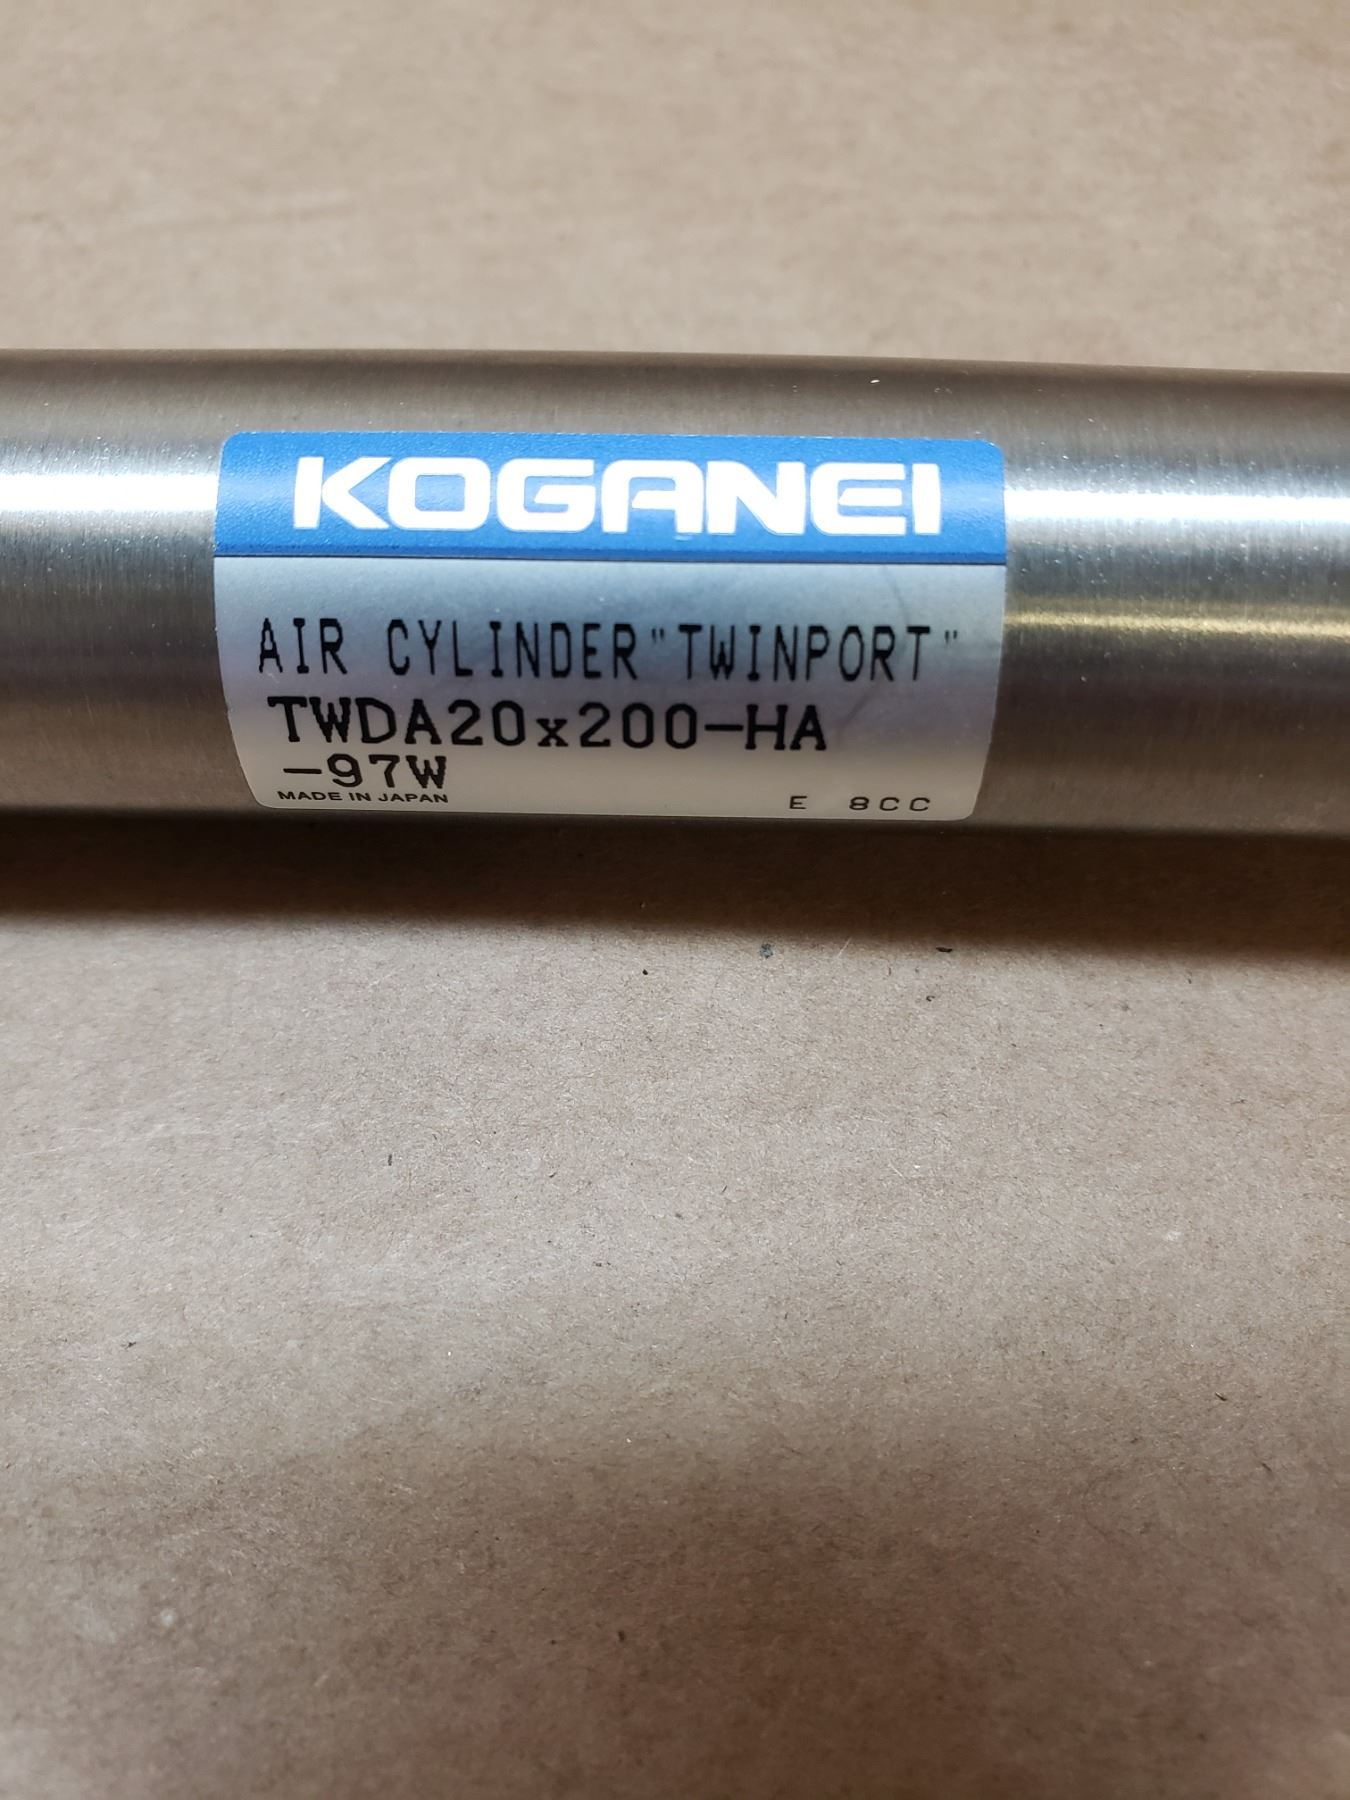 KOGANEI
AIR CYLINDER "TWINPORT"
TWDA20x200-HA
-97W
MADE IN JAPAN E 8CC